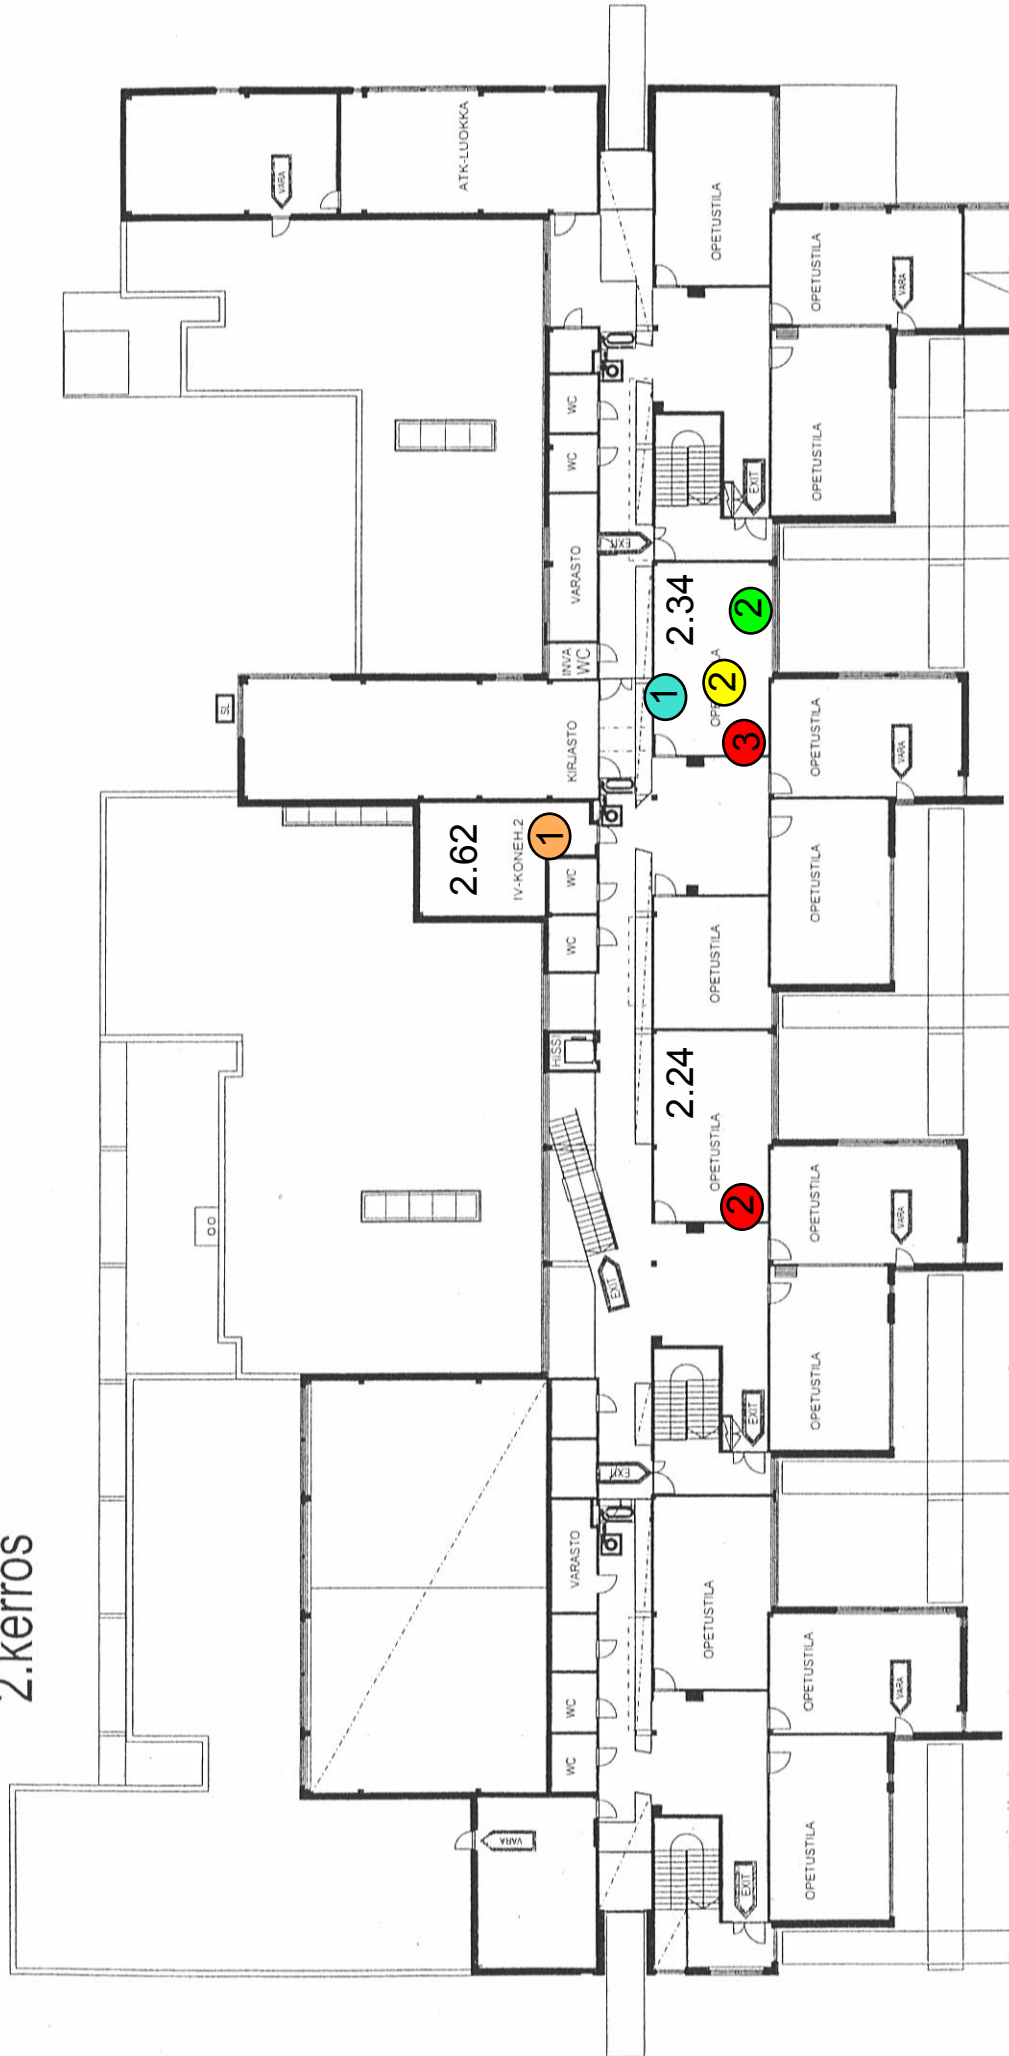 2.kerros
SL
VARA
ATK-LUOKKA
2.62
VARA
IV-KONEH.2
1
HISSI
WC
WC
VARASTO
WC
WC
KIRJASTO
INVA
WC
VARASTO
WC
WC
EXIT
EXIT
EXIT
1
2.24
2.34
OPETUSTILA
OPETUSTILA
OPETUSTILA
OPE A
OPETUSTILA
2
3
2
2
EXIT
EXIT
EXIT
OPETUSTILA
OPETUSTILA
OPETUSTILA
OPETUSTILA
OPETUSTILA
OPETUSTILA
OPETUSTILA
OPETUSTILA
VARA
VARA
VARA
VARA